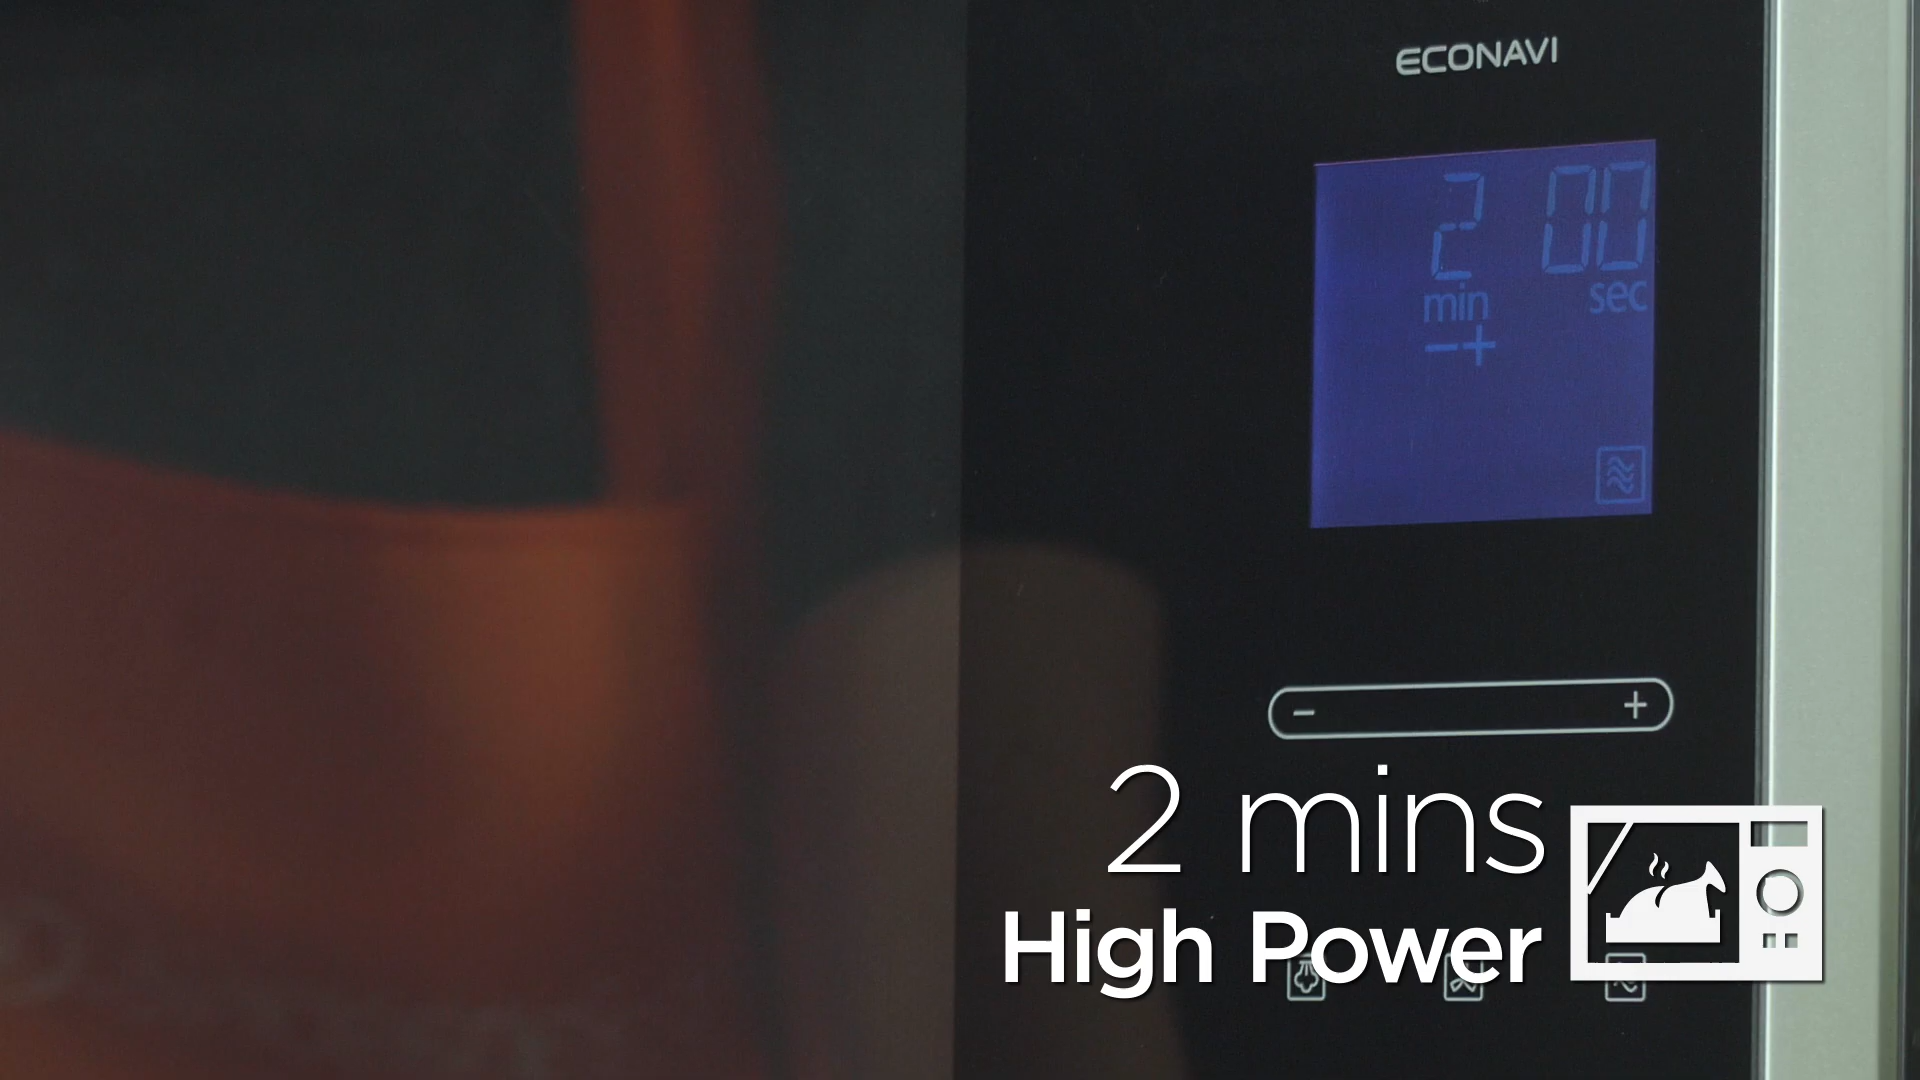 ECONAVI
2 00
min sec
- +
- +
2 mins
High Power